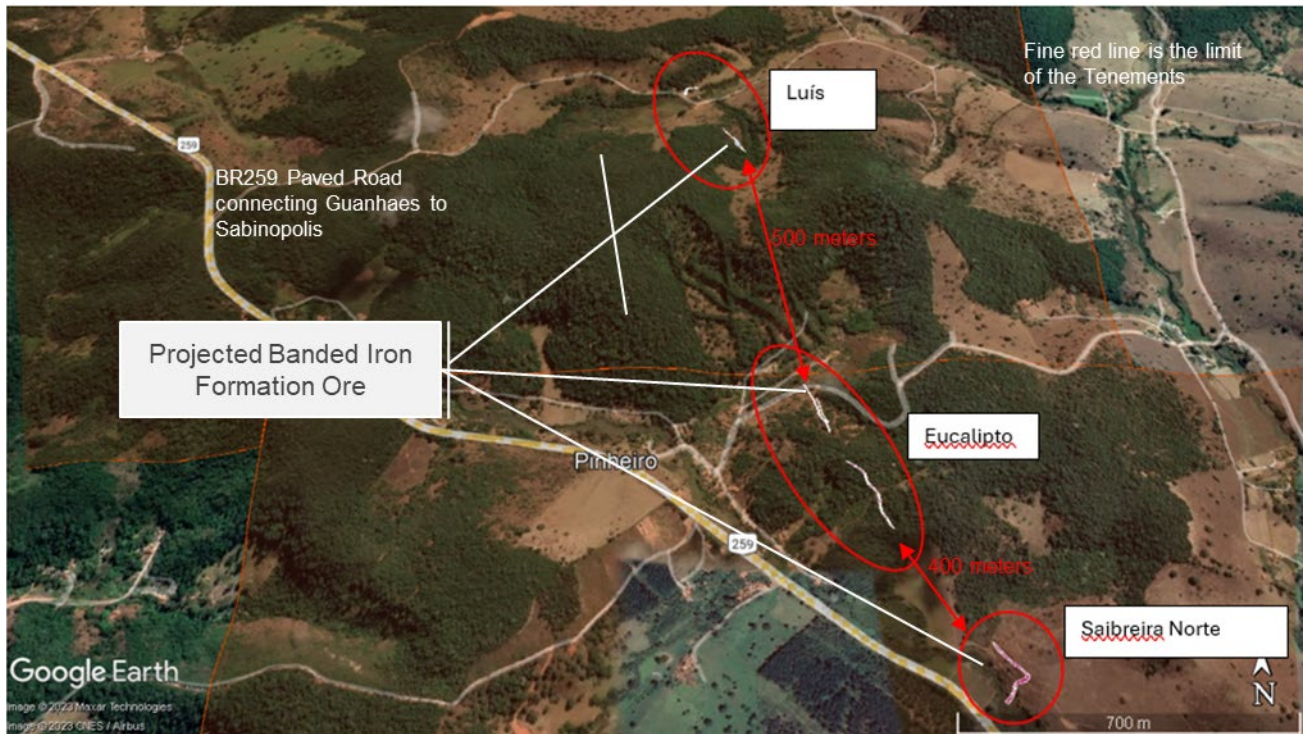 Fine red line is the limit
of the Tenements
Luís
259
BR259 Paved Road
connecting Guanhaes to
Sabinopolis
500 meters
Projected Banded Iron
Formation Ore
Eucalipto
Pinheiro
259
400 meters
Saibreira Norte
Google Earth
Image © 2023 Maxar Technologies
Image © 2023 CNES / Airbus
N
700 m